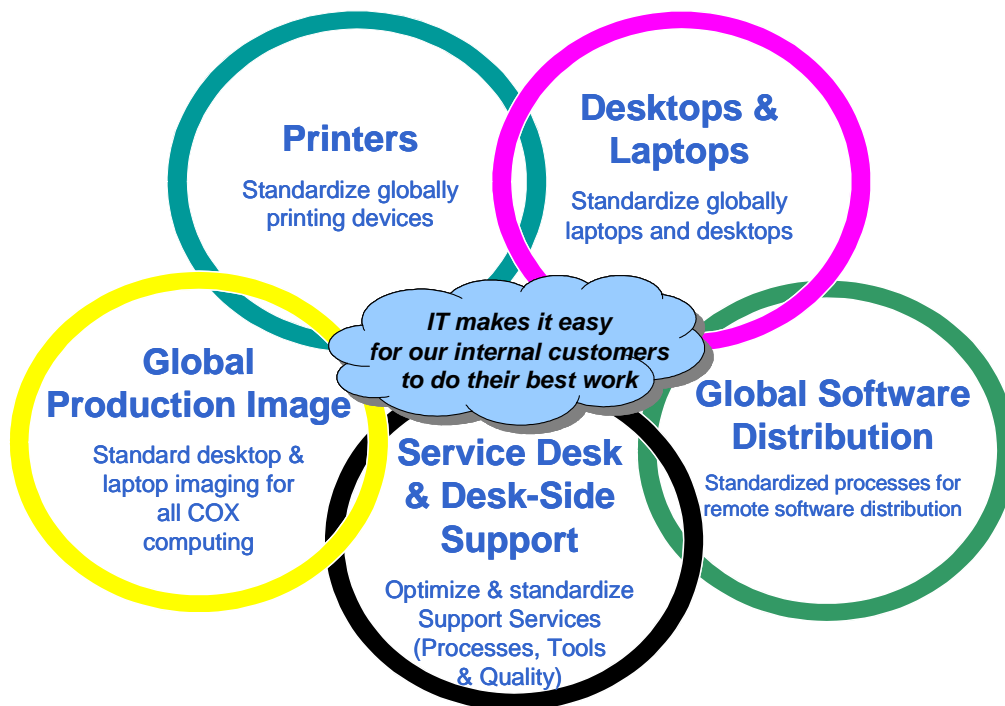 Printers
Standardize globally
printing devices
Desktops &
Laptops
Standardize globally
laptops and desktops
IT makes it easy
for our internal customers
to do their best work
Global
Production Image
Standard desktop &
laptop imaging for
all COX
computing
Service Desk
& Desk-Side
Support
Optimize & standardize
Support Services
(Processes, Tools
& Quality)
Global Software
Distribution
Standardized processes for
remote software distribution